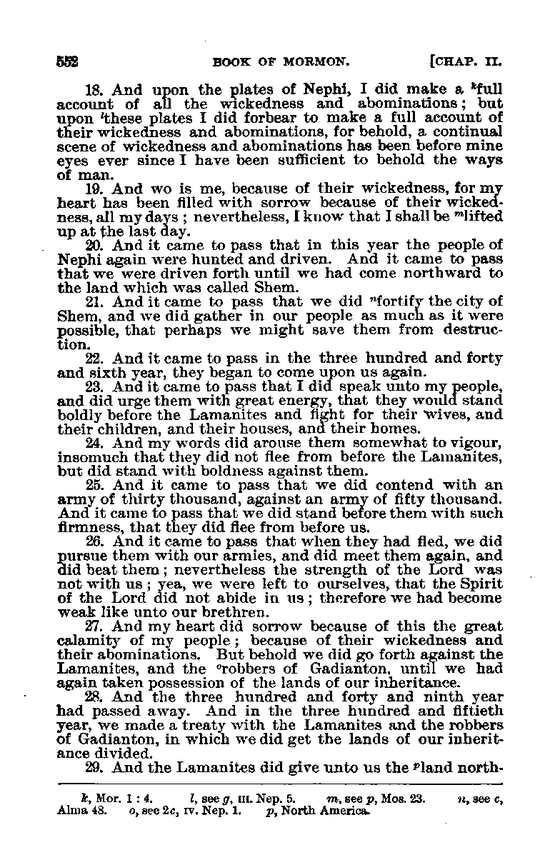 552 BOOK OF MORMON. [CHAP. II.
18. And upon the plates of Nephi, I did make a ᵏfull
account of all the wickedness and abominations; but
upon ˡthese plates I did forbear to make a full account of
their wickedness and abominations, for behold, a continual
scene of wickedness and abominations has been before mine
eyes ever since I have been sufficient to behold the ways
of man.
19. And wo is me, because of their wickedness, for my
heart has been filled with sorrow because of their wicked-
ness, all my days; nevertheless, I know that I shall be ᵐlifted
up at the last day.
20. And it came to pass that in this year the people of
Nephi again were hunted and driven. And it came to pass
that we were driven forth until we had come northward to
the land which was called Shem.
21. And it came to pass that we did ⁿfortify the city of
Shem, and we did gather in our people as much as it were
possible, that perhaps we might save them from destruc-
tion.
22. And it came to pass in the three hundred and forty
and sixth year, they began to come upon us again.
23. And it came to pass that I did speak unto my people,
and did urge them with great energy, that they would stand
boldly before the Lamanites and fight for their wives, and
their children, and their houses, and their homes.
24. And my words did arouse them somewhat to vigour,
insomuch that they did not flee from before the Lamanites,
but did stand with boldness against them.
25. And it came to pass that we did contend with an
army of thirty thousand, against an army of fifty thousand.
And it came to pass that we did stand before them with such
firmness, that they did flee from before us.
26. And it came to pass that when they had fled, we did
pursue them with our armies, and did meet them again, and
did beat them; nevertheless the strength of the Lord was
not with us; yea, we were left to ourselves, that the Spirit
of the Lord did not abide in us; therefore we had become
weak like unto our brethren.
27. And my heart did sorrow because of this the great
calamity of my people; because of their wickedness and
their abominations. But behold we did go forth against the
Lamanites, and the ᵒrobbers of Gadianton, until we had
again taken possession of the lands of our inheritance.
28. And the three hundred and forty and ninth year
had passed away. And in the three hundred and fiftieth
year, we made a treaty with the Lamanites and the robbers
of Gadianton, in which we did get the lands of our inherit-
ance divided.
29. And the Lamanites did give unto us the ᵖland north-
k, Mor. 1 : 4. l, see g, III. Nep. 5. m, see p, Mos. 23. n, see c,
Alma 48. o, see 2c, IV. Nep. 1. p, North America.